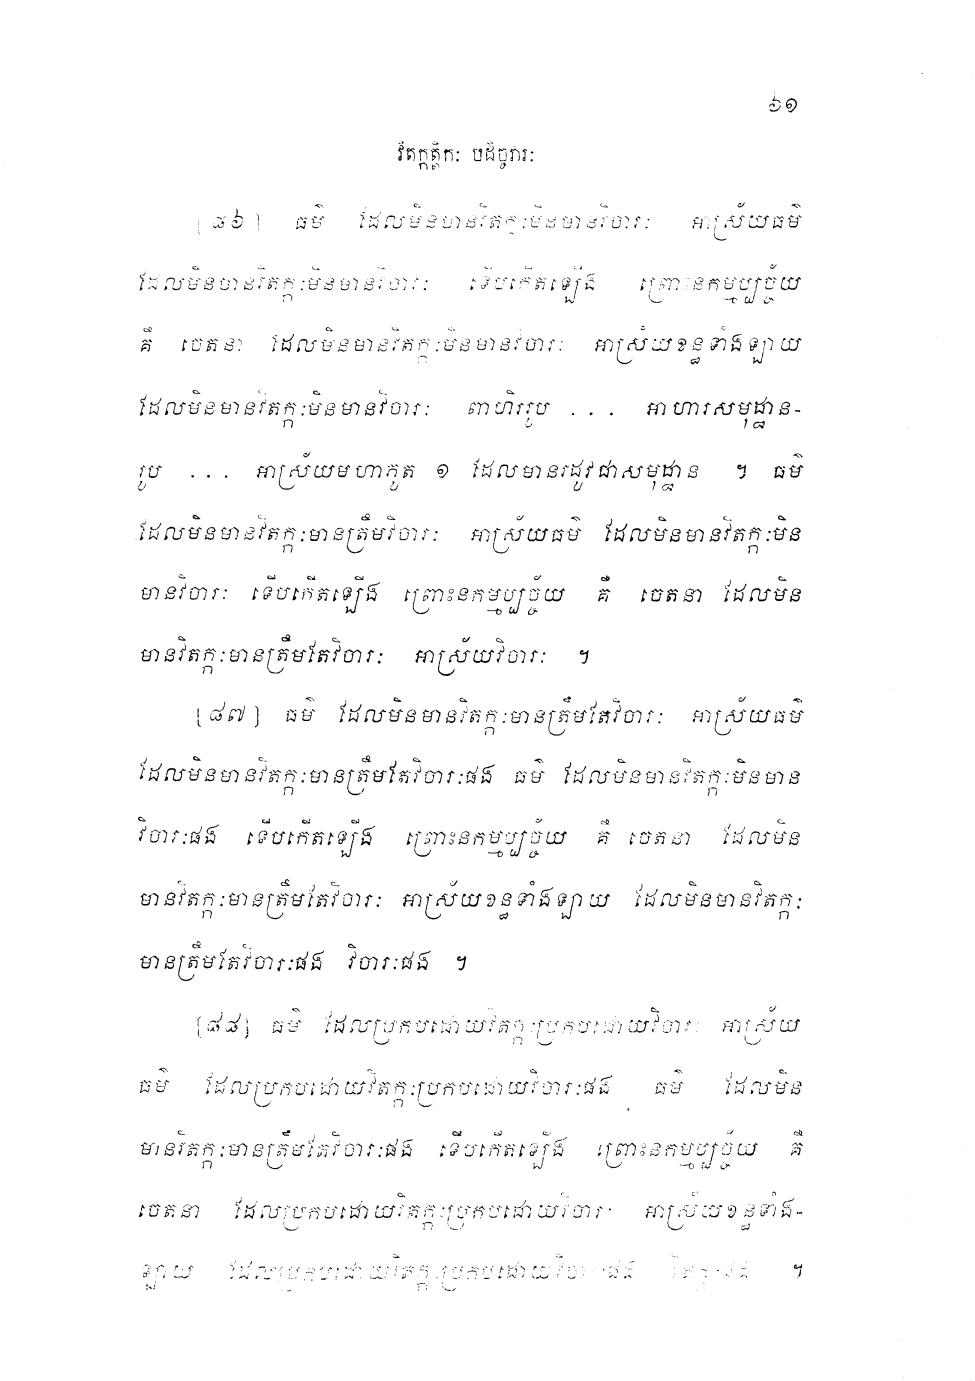 ៦១
វិតក្កត្តិកៈ បដិច្ចវារៈ
[៨៦] ធម៌ ដែលមិនមានវិតក្កៈមិនមានវិចារៈ អាស្រ័យធម៌
ដែលមិនមានវិតក្កៈមិនមានវិចារៈ ទើបកើតឡើង ព្រោះនកម្មប្បច្ច័យ
គឺ ចេតនា ដែលមិនមានវិតក្កៈមិនមានវិចារៈ អាស្រ័យខន្ធទាំងឡាយ
ដែលមិនមានវិតក្កៈមិនមានវិចារៈ ពាហិររូប ... អាហារសមុដ្ឋាន-
រូប ... អាស្រ័យមហាភូត ១ ដែលមានរដូវជាសមុដ្ឋាន ។ ធម៌
ដែលមិនមានវិតក្កៈមានត្រឹមវិចារៈ អាស្រ័យធម៌ ដែលមិនមានវិតក្កៈមិន
មានវិចារៈ ទើបកើតឡើង ព្រោះនកម្មប្បច្ច័យ គឺ ចេតនា ដែលមិន
មានវិតក្កៈមានត្រឹមតែវិចារៈ អាស្រ័យវិចារៈ ។
[៨៧] ធម៌ ដែលមិនមានវិតក្កៈមានត្រឹមតែវិចារៈ អាស្រ័យធម៌
ដែលមិនមានវិតក្កៈមានត្រឹមតែវិចារៈផង ធម៌ ដែលមិនមានវិតក្កៈមិនមាន
វិចារៈផង ទើបកើតឡើង ព្រោះនកម្មប្បច្ច័យ គឺ ចេតនា ដែលមិន
មានវិតក្កៈមានត្រឹមតែវិចារៈ អាស្រ័យខន្ធទាំងឡាយ ដែលមិនមានវិតក្កៈ
មានត្រឹមតែវិចារៈផង វិចារៈផង ។
[៨៨] ធម៌ ដែលប្រកបដោយវិតក្កៈប្រកបដោយវិចារៈ អាស្រ័យ
ធម៌ ដែលប្រកបដោយវិតក្កៈប្រកបដោយវិចារៈផង ធម៌ ដែលមិន
មានវិតក្កៈមានត្រឹមតែវិចារៈផង ទើបកើតឡើង ព្រោះនកម្មប្បច្ច័យ គឺ
ចេតនា ដែលប្រកបដោយវិតក្កៈប្រកបដោយវិចារៈ អាស្រ័យខន្ធទាំង-
ឡាយ ដែលប្រកបដោយវិតក្កៈប្រកបដោយវិចារៈផង វិតក្កៈផង ។